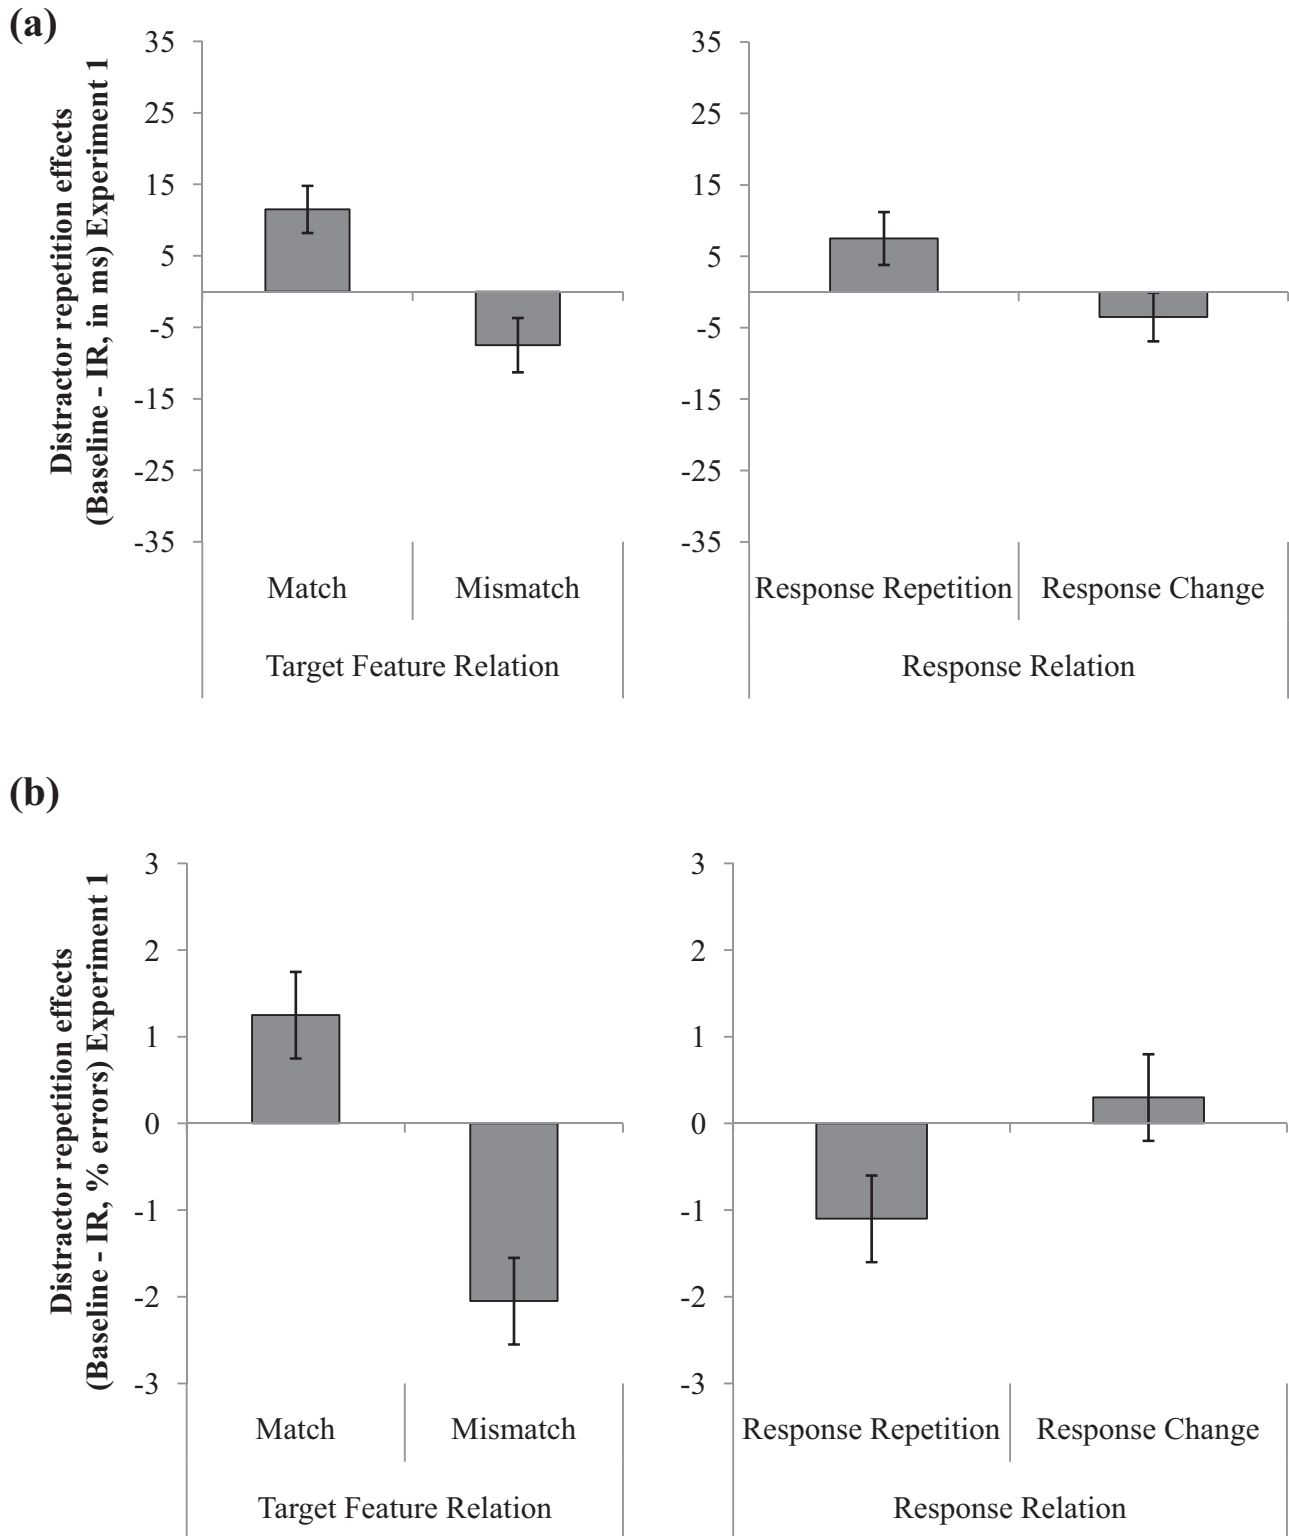 (a)
Distractor repetition effects
(Baseline - IR, in ms) Experiment 1
35
25
15
5
-5
-15
-25
-35
Match
Mismatch
Target Feature Relation
35
25
15
5
-5
-15
-25
-35
Response Repetition
Response Change
Response Relation
(b)
Distractor repetition effects
(Baseline - IR, % errors) Experiment 1
3
2
1
0
-1
-2
-3
Match
Mismatch
Target Feature Relation
3
2
1
0
-1
-2
-3
Response Repetition
Response Change
Response Relation